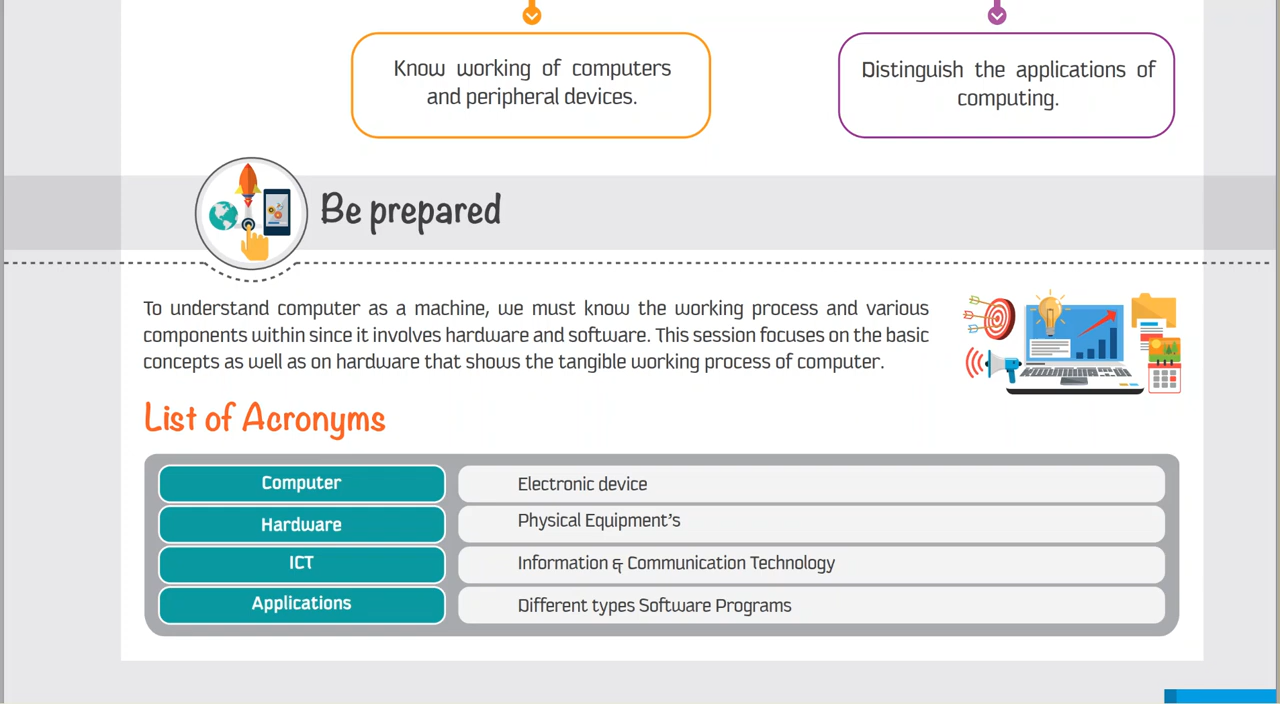 Know working of computers
and peripheral devices.
Distinguish the applications of
computing.
Be prepared
To understand computer as a machine, we must know the working process and various
components within since it involves hardware and software. This session focuses on the basic
concepts as well as on hardware that shows the tangible working process of computer.
List of Acronyms
Computer
Electronic device
Hardware
Physical Equipment's
ICT
Information & Communication Technology
Applications
Different types Software Programs